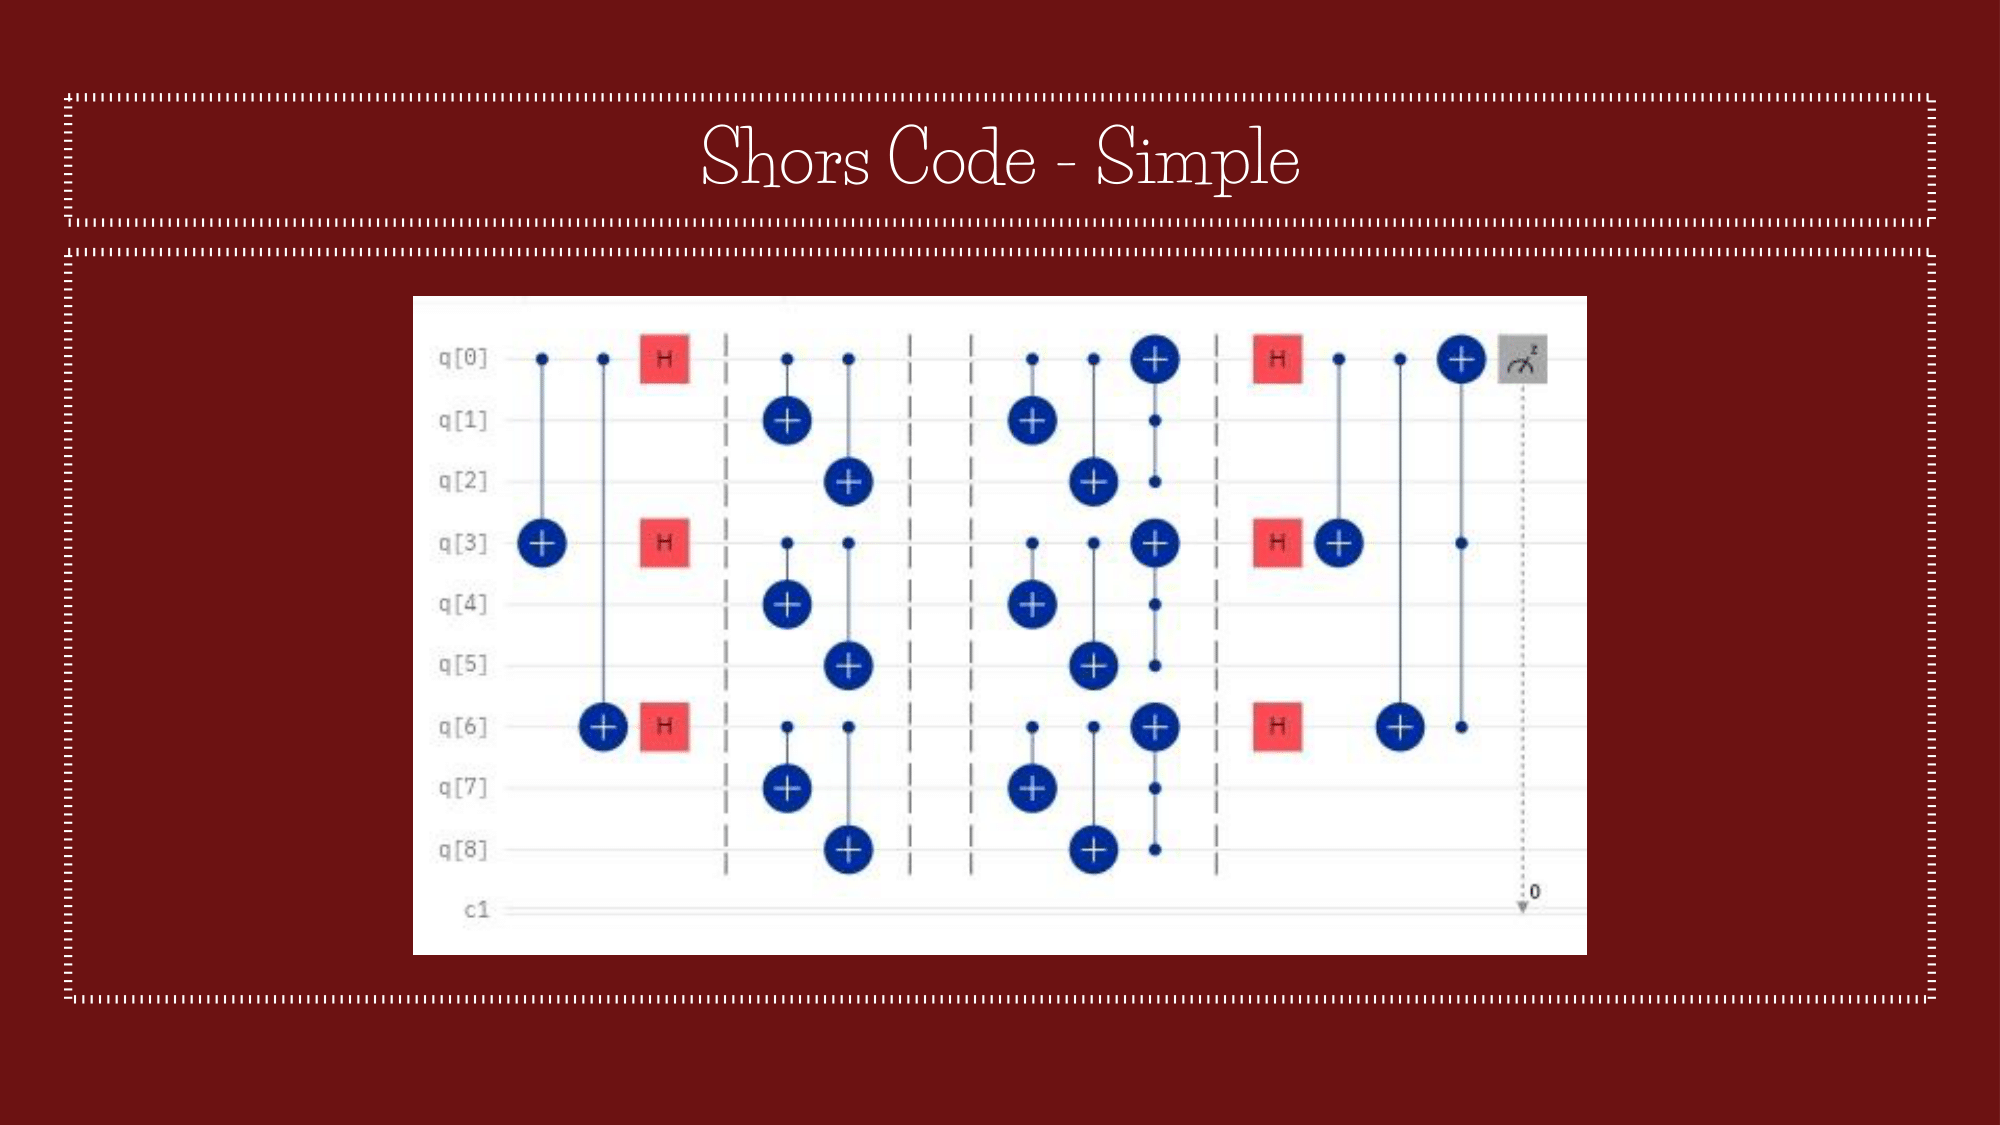 Shors Code - Simple
q[0] H H z
q[1]
q[2]
q[3] H H
q[4]
q[5]
q[6] H H
q[7]
q[8]
0
c1